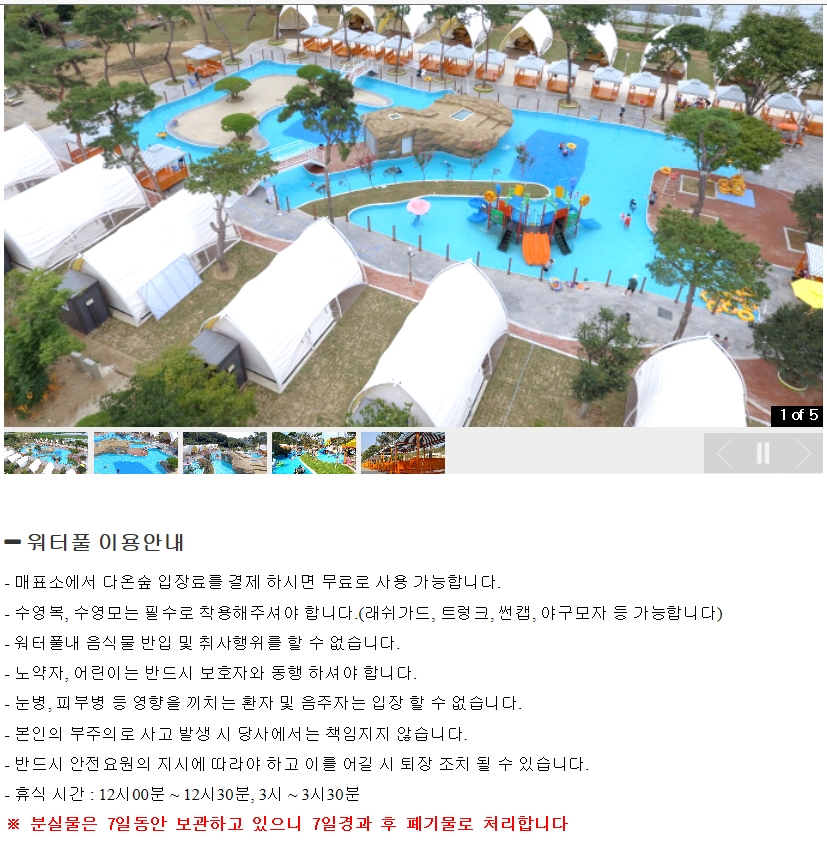 1 of 5
워터풀 이용안내
- 매표소에서 다온숲 입장료를 결제 하시면 무료로 사용 가능합니다.
- 수영복, 수영모는 필수로 착용해주셔야 합니다.(래쉬가드, 트렁크, 썬캡, 야구모자 등 가능합니다)
- 워터풀내 음식물 반입 및 취사행위를 할 수 없습니다.
- 노약자, 어린이는 반드시 보호자와 동행 하셔야 합니다.
- 눈병, 피부병 등 영향을 끼치는 환자 및 음주자는 입장 할 수 없습니다.
- 본인의 부주의로 사고 발생 시 당사에서는 책임지지 않습니다.
- 반드시 안전요원의 지시에 따라야 하고 이를 어길 시 퇴장 조치 될 수 있습니다.
- 휴식 시간 : 12시00분 ~ 12시30분, 3시 ~ 3시30분
※ 분실물은 7일동안 보관하고 있으니 7일경과 후 폐기물로 처리합니다